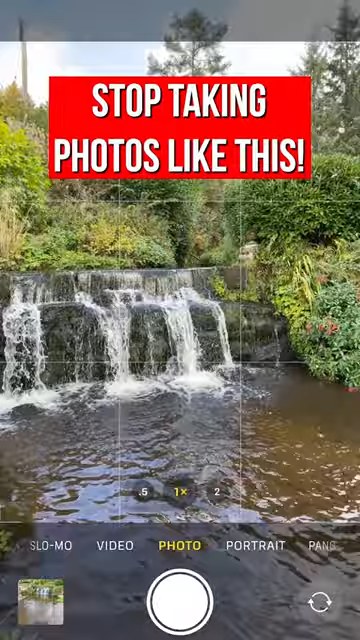 STOP TAKING
PHOTOS LIKE THIS!
.5 1× 2
SLO-MO VIDEO PHOTO PORTRAIT PANO